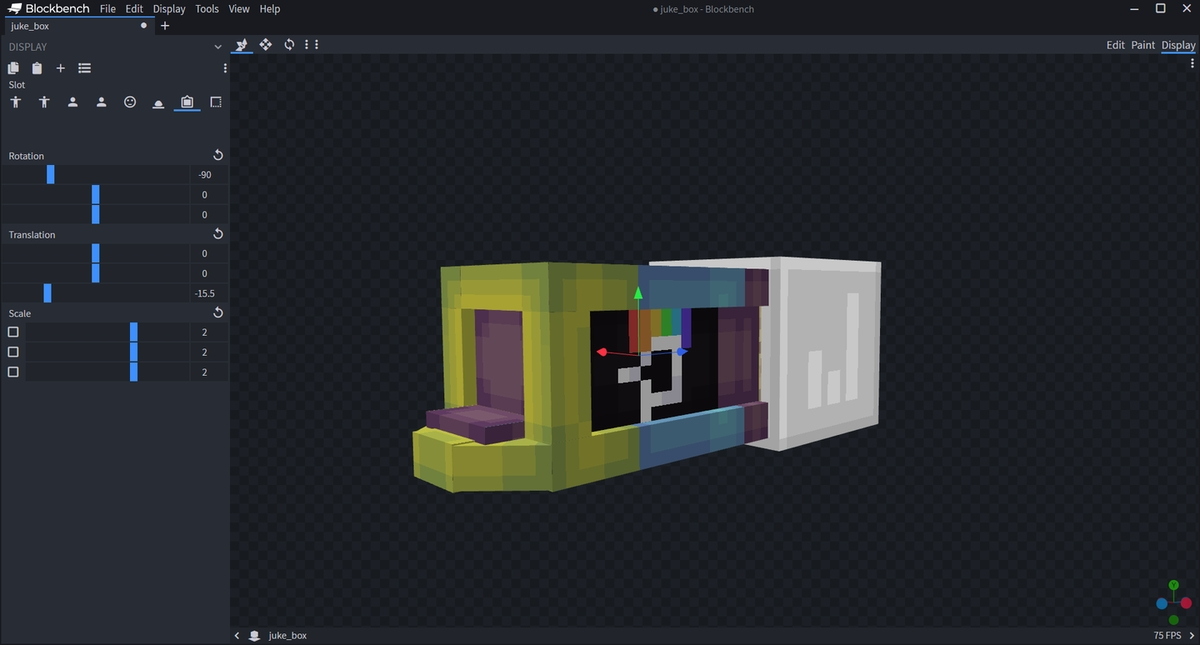 Blockbench File Edit Display Tools View Help
● juke_box - Blockbench
juke_box
DISPLAY
Edit Paint Display
Slot
Rotation
-90
0
0
Translation
0
0
-15.5
Scale
2
2
2
Y
juke_box
75 FPS